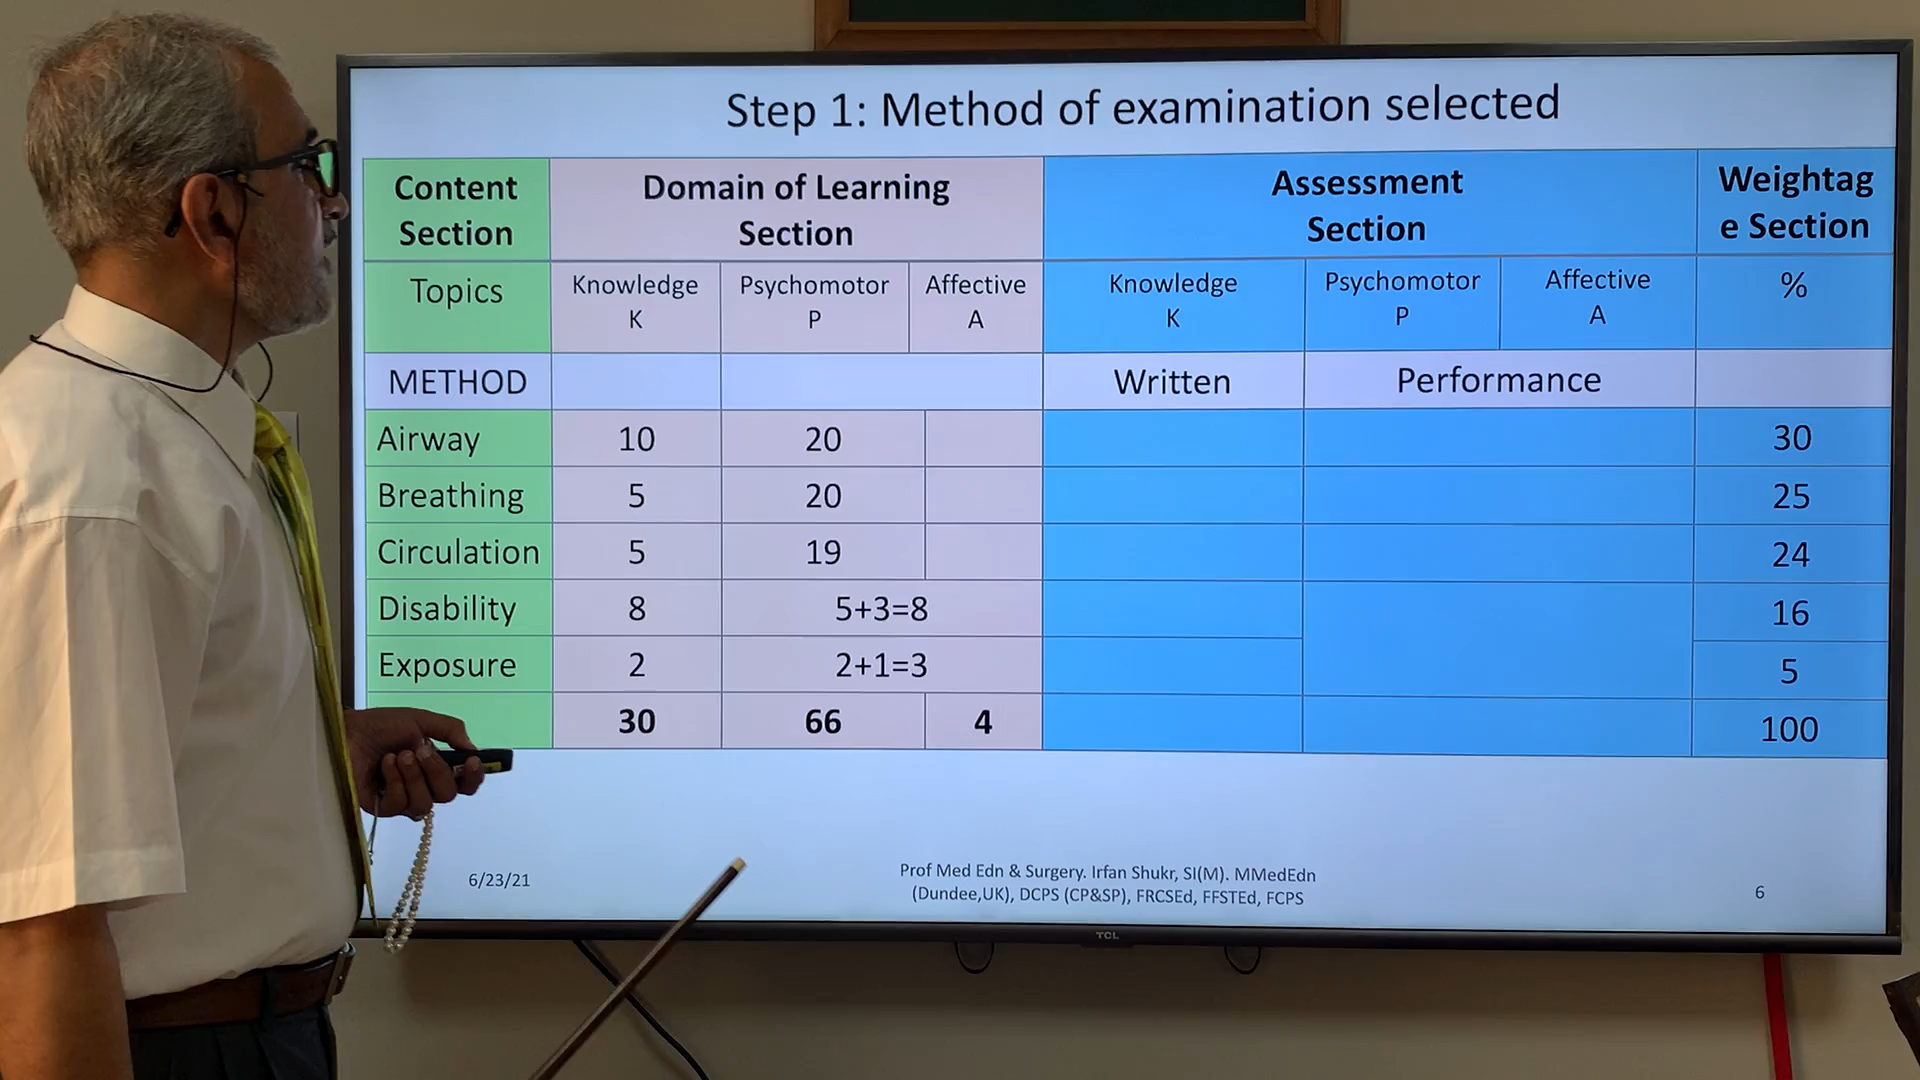 Step 1: Method of examination selected
Content Section
Domain of Learning Section
Assessment Section
Weightag
e Section
Topics
Knowledge K
Psychomotor P
Affective A
Knowledge K
Psychomotor P
Affective A
%
METHOD
Written
Performance
Airway 10 20 30
Breathing 5 20 25
Circulation 5 19 24
Disability 8 5+3=8 16
Exposure 2 2+1=3 5
30 66 4 100
6/23/21
Prof Med Edn & Surgery. Irfan Shukr, SI(M). MMedEdn
(Dundee,UK), DCPS (CP&SP), FRCSEd, FFSTEd, FCPS
6
TCL